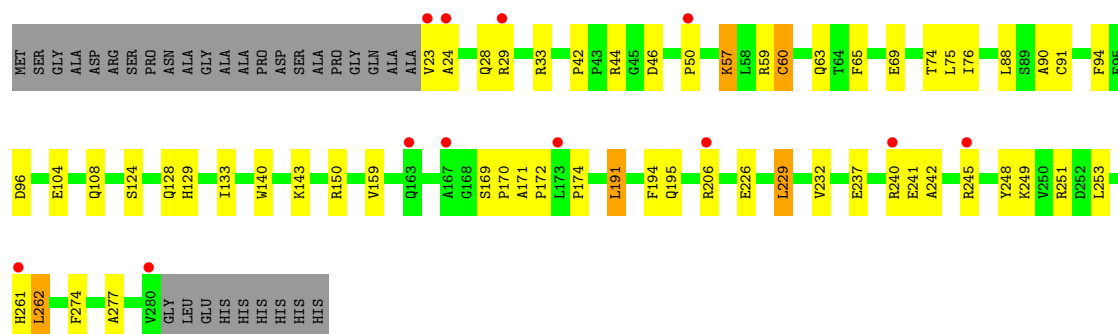 MET SER GLY ALA ASP ARG SER PRO ASN ALA GLY ALA ALA PRO ASP SER ALA PRO GLY GLN ALA ALA V23 A24 Q28 R29 R33 P42 P43 R44 G45 D46 P50 K57 L58 R59 C60 Q63 T64 F65 E69 T74 L75 I76 L88 S89 A90 C91 F94 E95
D96 E104 Q108 S124 Q128 H129 I133 W140 K143 R150 V159 Q163 A167 G168 S169 P170 A171 P172 L173 P174 L191 F194 Q195 R206 E226 L229 V232 E237 R240 E241 A242 R245 Y248 K249 V250 R251 D252 L253
H261 L262 F274 A277 V280 GLY LEU GLU HIS HIS HIS HIS HIS HIS